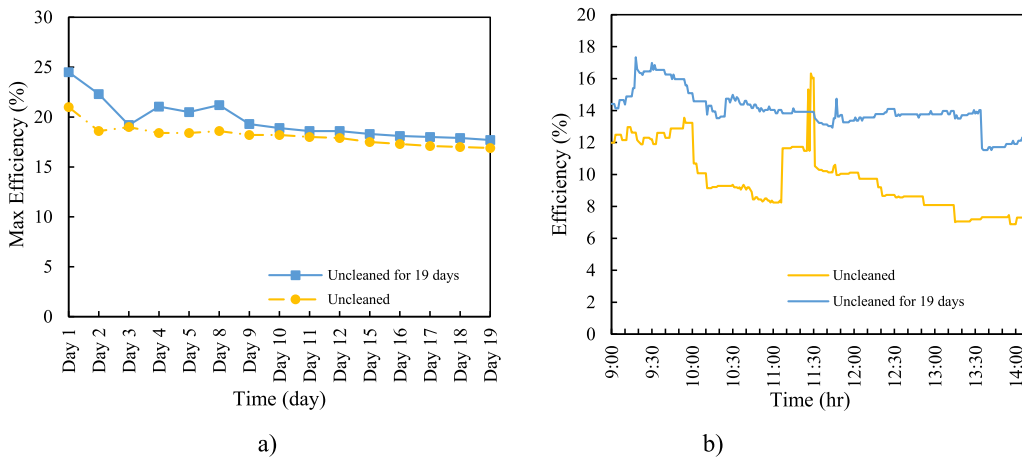 30
25
20
15
10
5
0
Max Efficiency (%)
Uncleaned for 19 days
Uncleaned
Day 1
Day 2
Day 3
Day 4
Day 5
Day 8
Day 9
Day 10
Day 11
Day 12
Day 15
Day 16
Day 17
Day 18
Day 19
Time (day)
a)
20
18
16
14
12
10
8
6
4
2
0
Efficiency (%)
Uncleaned
Uncleaned for 19 days
9:00
9:30
10:00
10:30
11:00
11:30
12:00
12:30
13:00
13:30
14:00
Time (hr)
b)